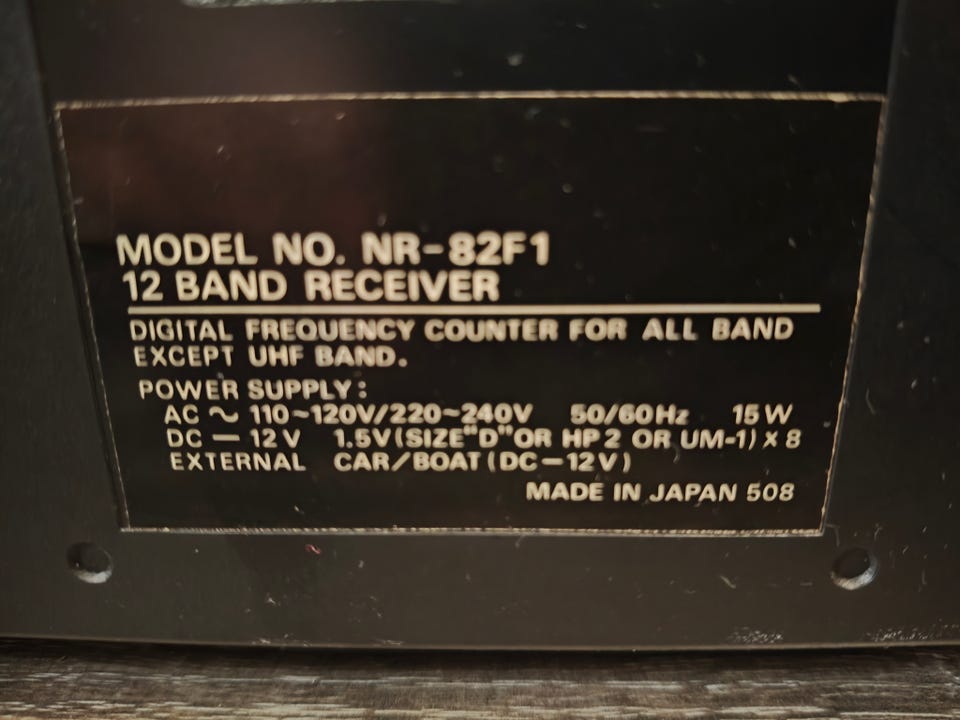 MODEL NO. NR-82F1
12 BAND RECEIVER
DIGITAL FREQUENCY COUNTER FOR ALL BAND
EXCEPT UHF BAND.
POWER SUPPLY:
AC ~ 110~120V/220~240V 50/60Hz 15W
DC — 12V 1.5V(SIZE"D"OR HP2 OR UM-1) x 8
EXTERNAL CAR/BOAT (DC-12V)
MADE IN JAPAN 508